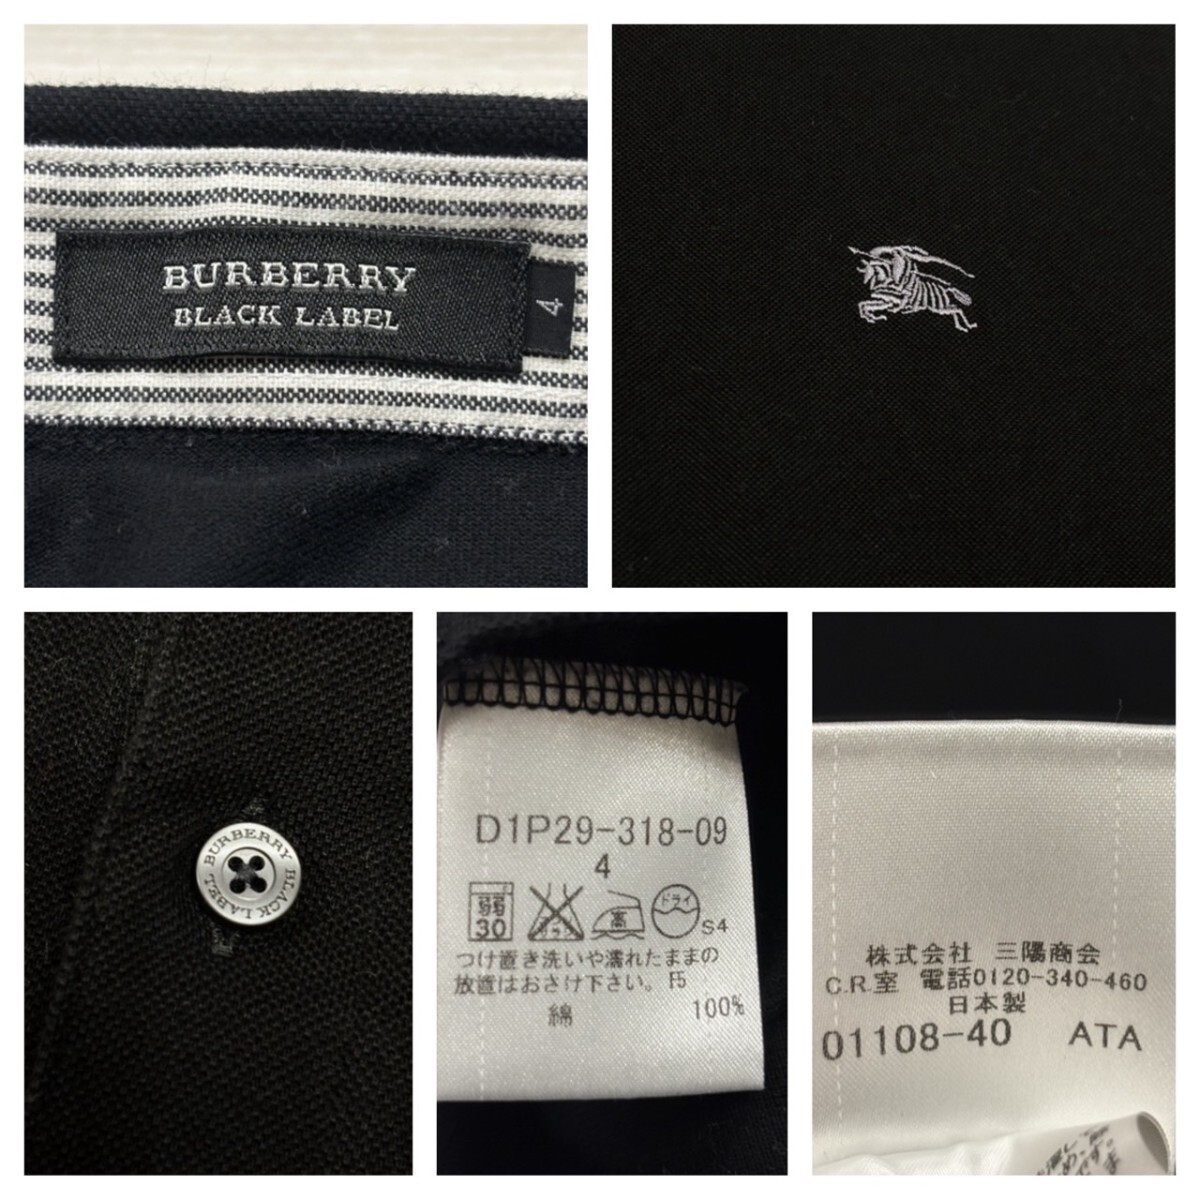 BURBERRY
BLACK LABEL
4
BURBERRY BLACK LABEL
D1P29-318-09
4
弱
30
高
ドライ
S4
つけ置き洗いや濡れたままの
放置はおさけ下さい。F5
綿 100%
株式会社 三陽商会
C.R.室 電話0120-340-460
日本製
01108-40 ATA